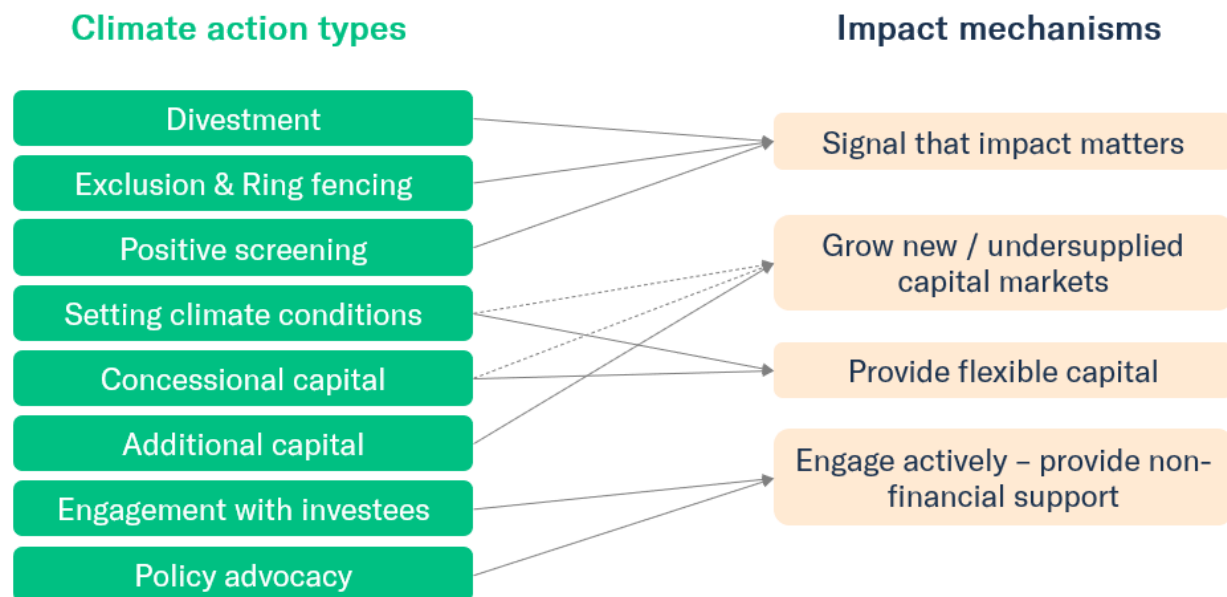 Climate action types
Impact mechanisms
Divestment
Exclusion & Ring fencing
Positive screening
Setting climate conditions
Concessional capital
Additional capital
Engagement with investees
Policy advocacy
Signal that impact matters
Grow new / undersupplied
capital markets
Provide flexible capital
Engage actively – provide non-
financial support